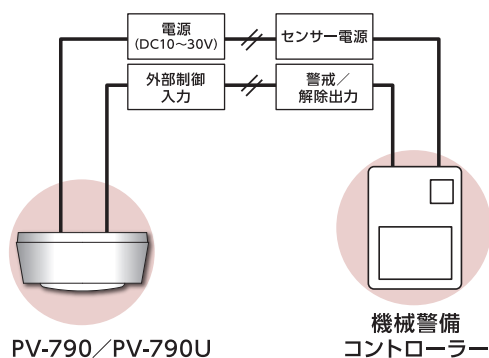 電源
(DC10〜30V)
センサー電源
外部制御
入力
警戒／
解除出力
PV-790／PV-790U
機械警備
コントローラー